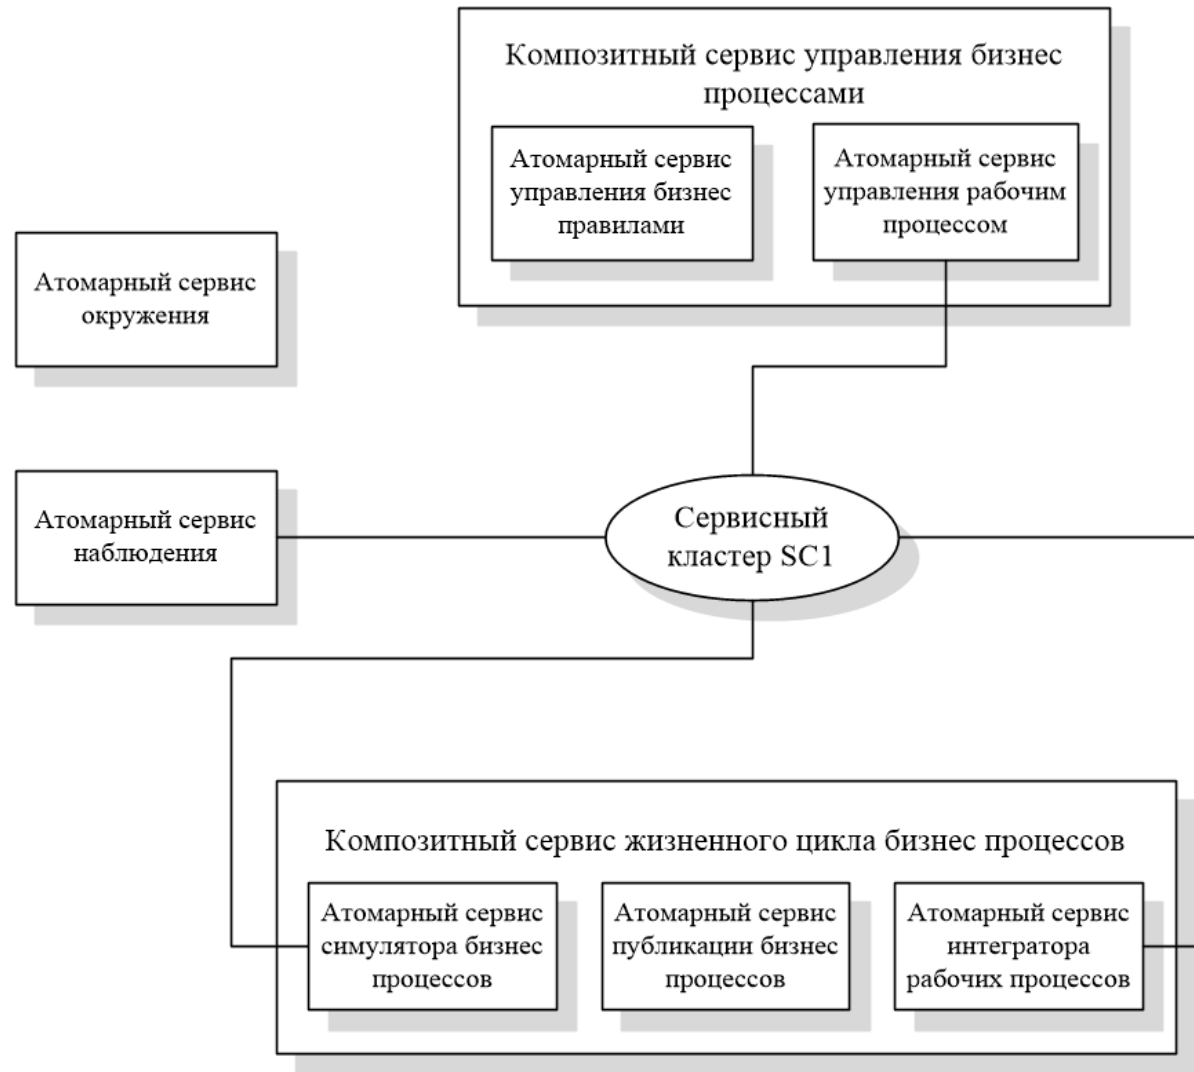 Композитный сервис управления бизнес
процессами
Атомарный сервис
управления бизнес
правилами
Атомарный сервис
управления рабочим
процессом
Атомарный сервис
окружения
Атомарный сервис
наблюдения
Сервисный
кластер SC1
Композитный сервис жизненного цикла бизнес процессов
Атомарный сервис
симулятора бизнес
процессов
Атомарный сервис
публикации бизнес
процессов
Атомарный сервис
интегратора
рабочих процессов